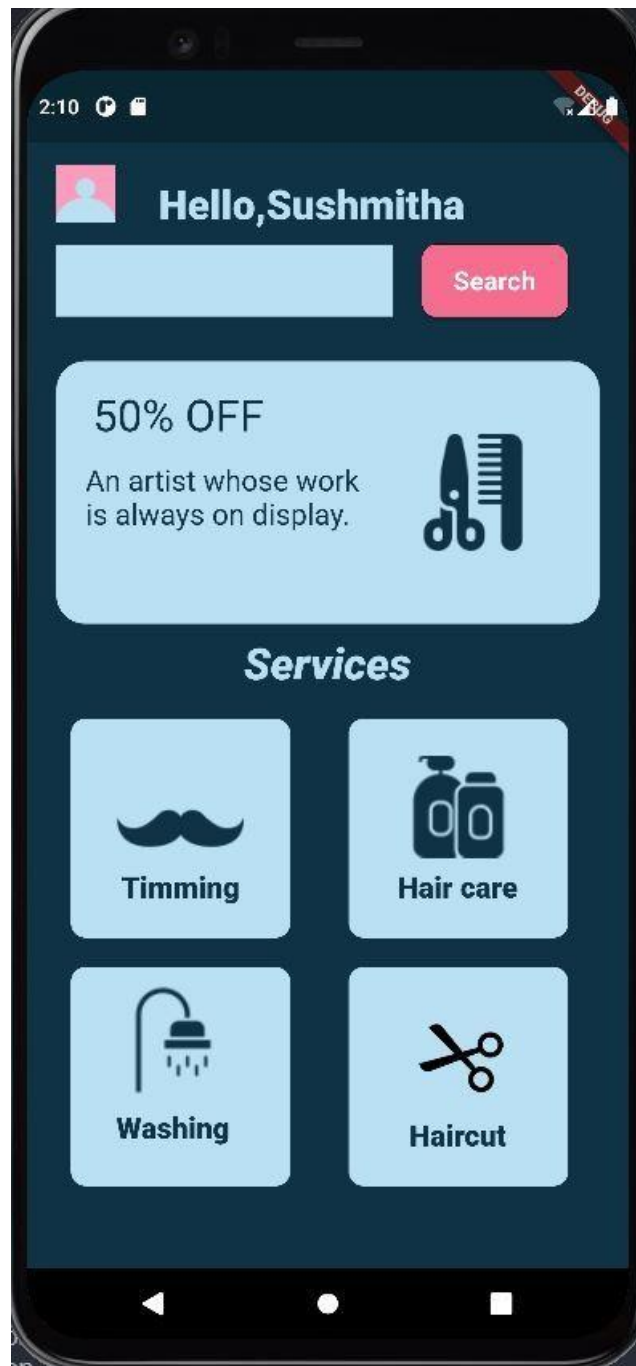 2:10
DEBUG
Hello,Sushmitha
Search
50% OFF
An artist whose work
is always on display.
Services
Timming
Hair care
Washing
Haircut